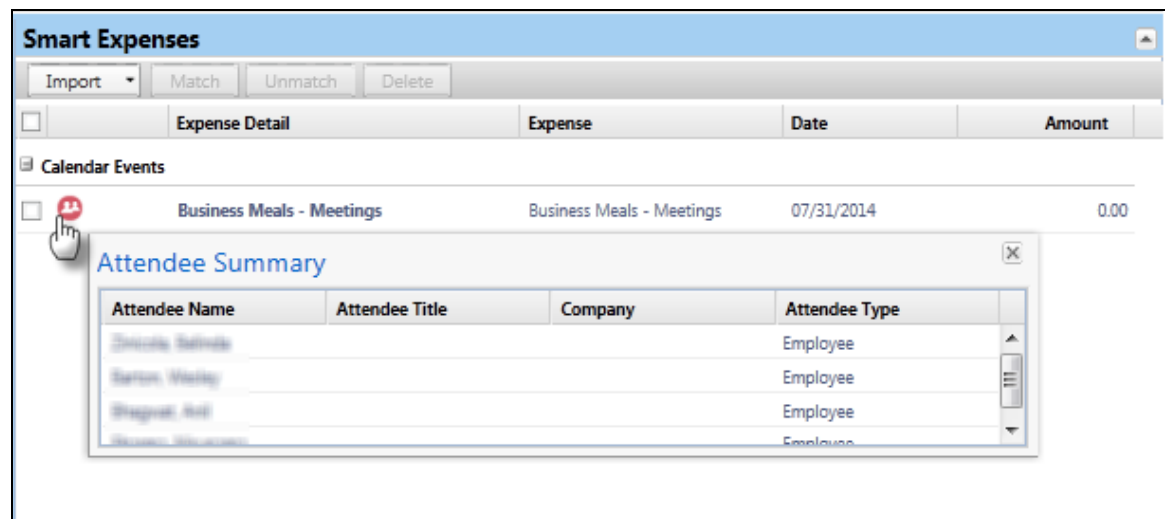 Smart Expenses
Import Match Unmatch Delete
Expense Detail Expense Date Amount
Calendar Events
Business Meals - Meetings Business Meals - Meetings 07/31/2014 0.00
Attendee Summary
Attendee Name Attendee Title Company Attendee Type
Employee
Employee
Employee
Employee